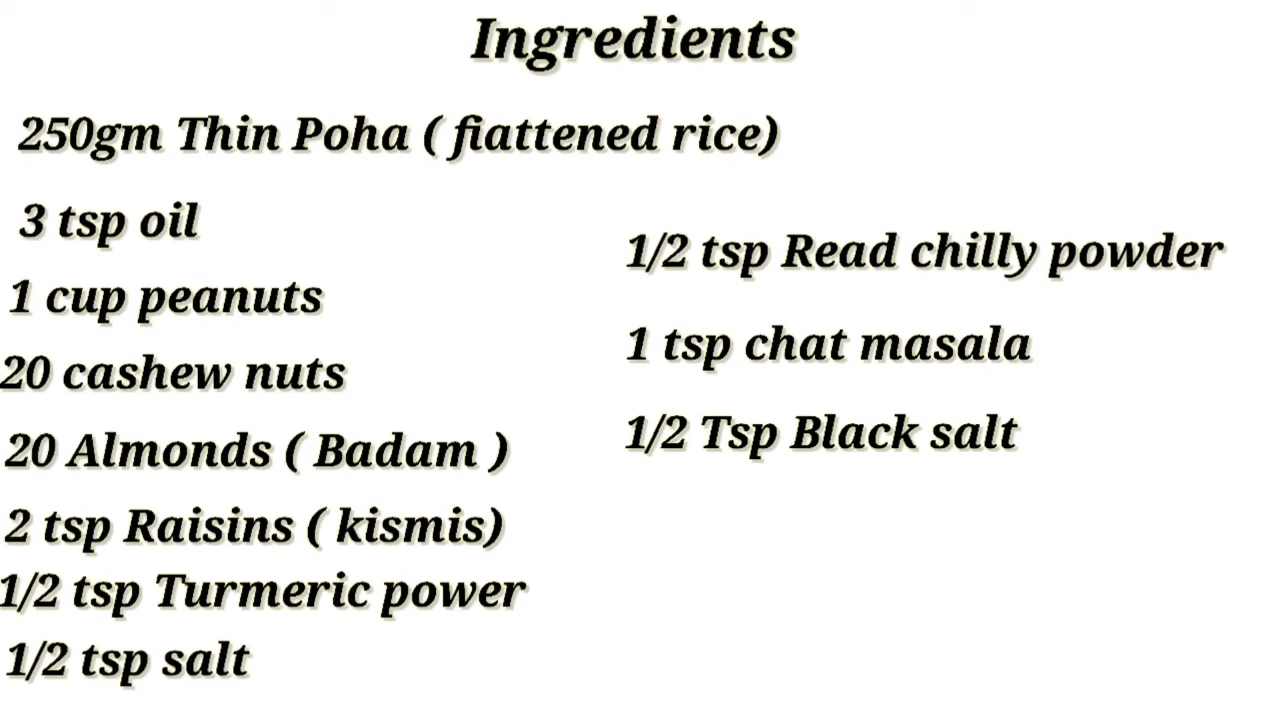 Ingredients
250gm Thin Poha ( fiattened rice)
3 tsp oil
1 cup peanuts
20 cashew nuts
20 Almonds ( Badam )
2 tsp Raisins ( kismis)
1/2 tsp Turmeric power
1/2 tsp salt
1/2 tsp Read chilly powder
1 tsp chat masala
1/2 Tsp Black salt